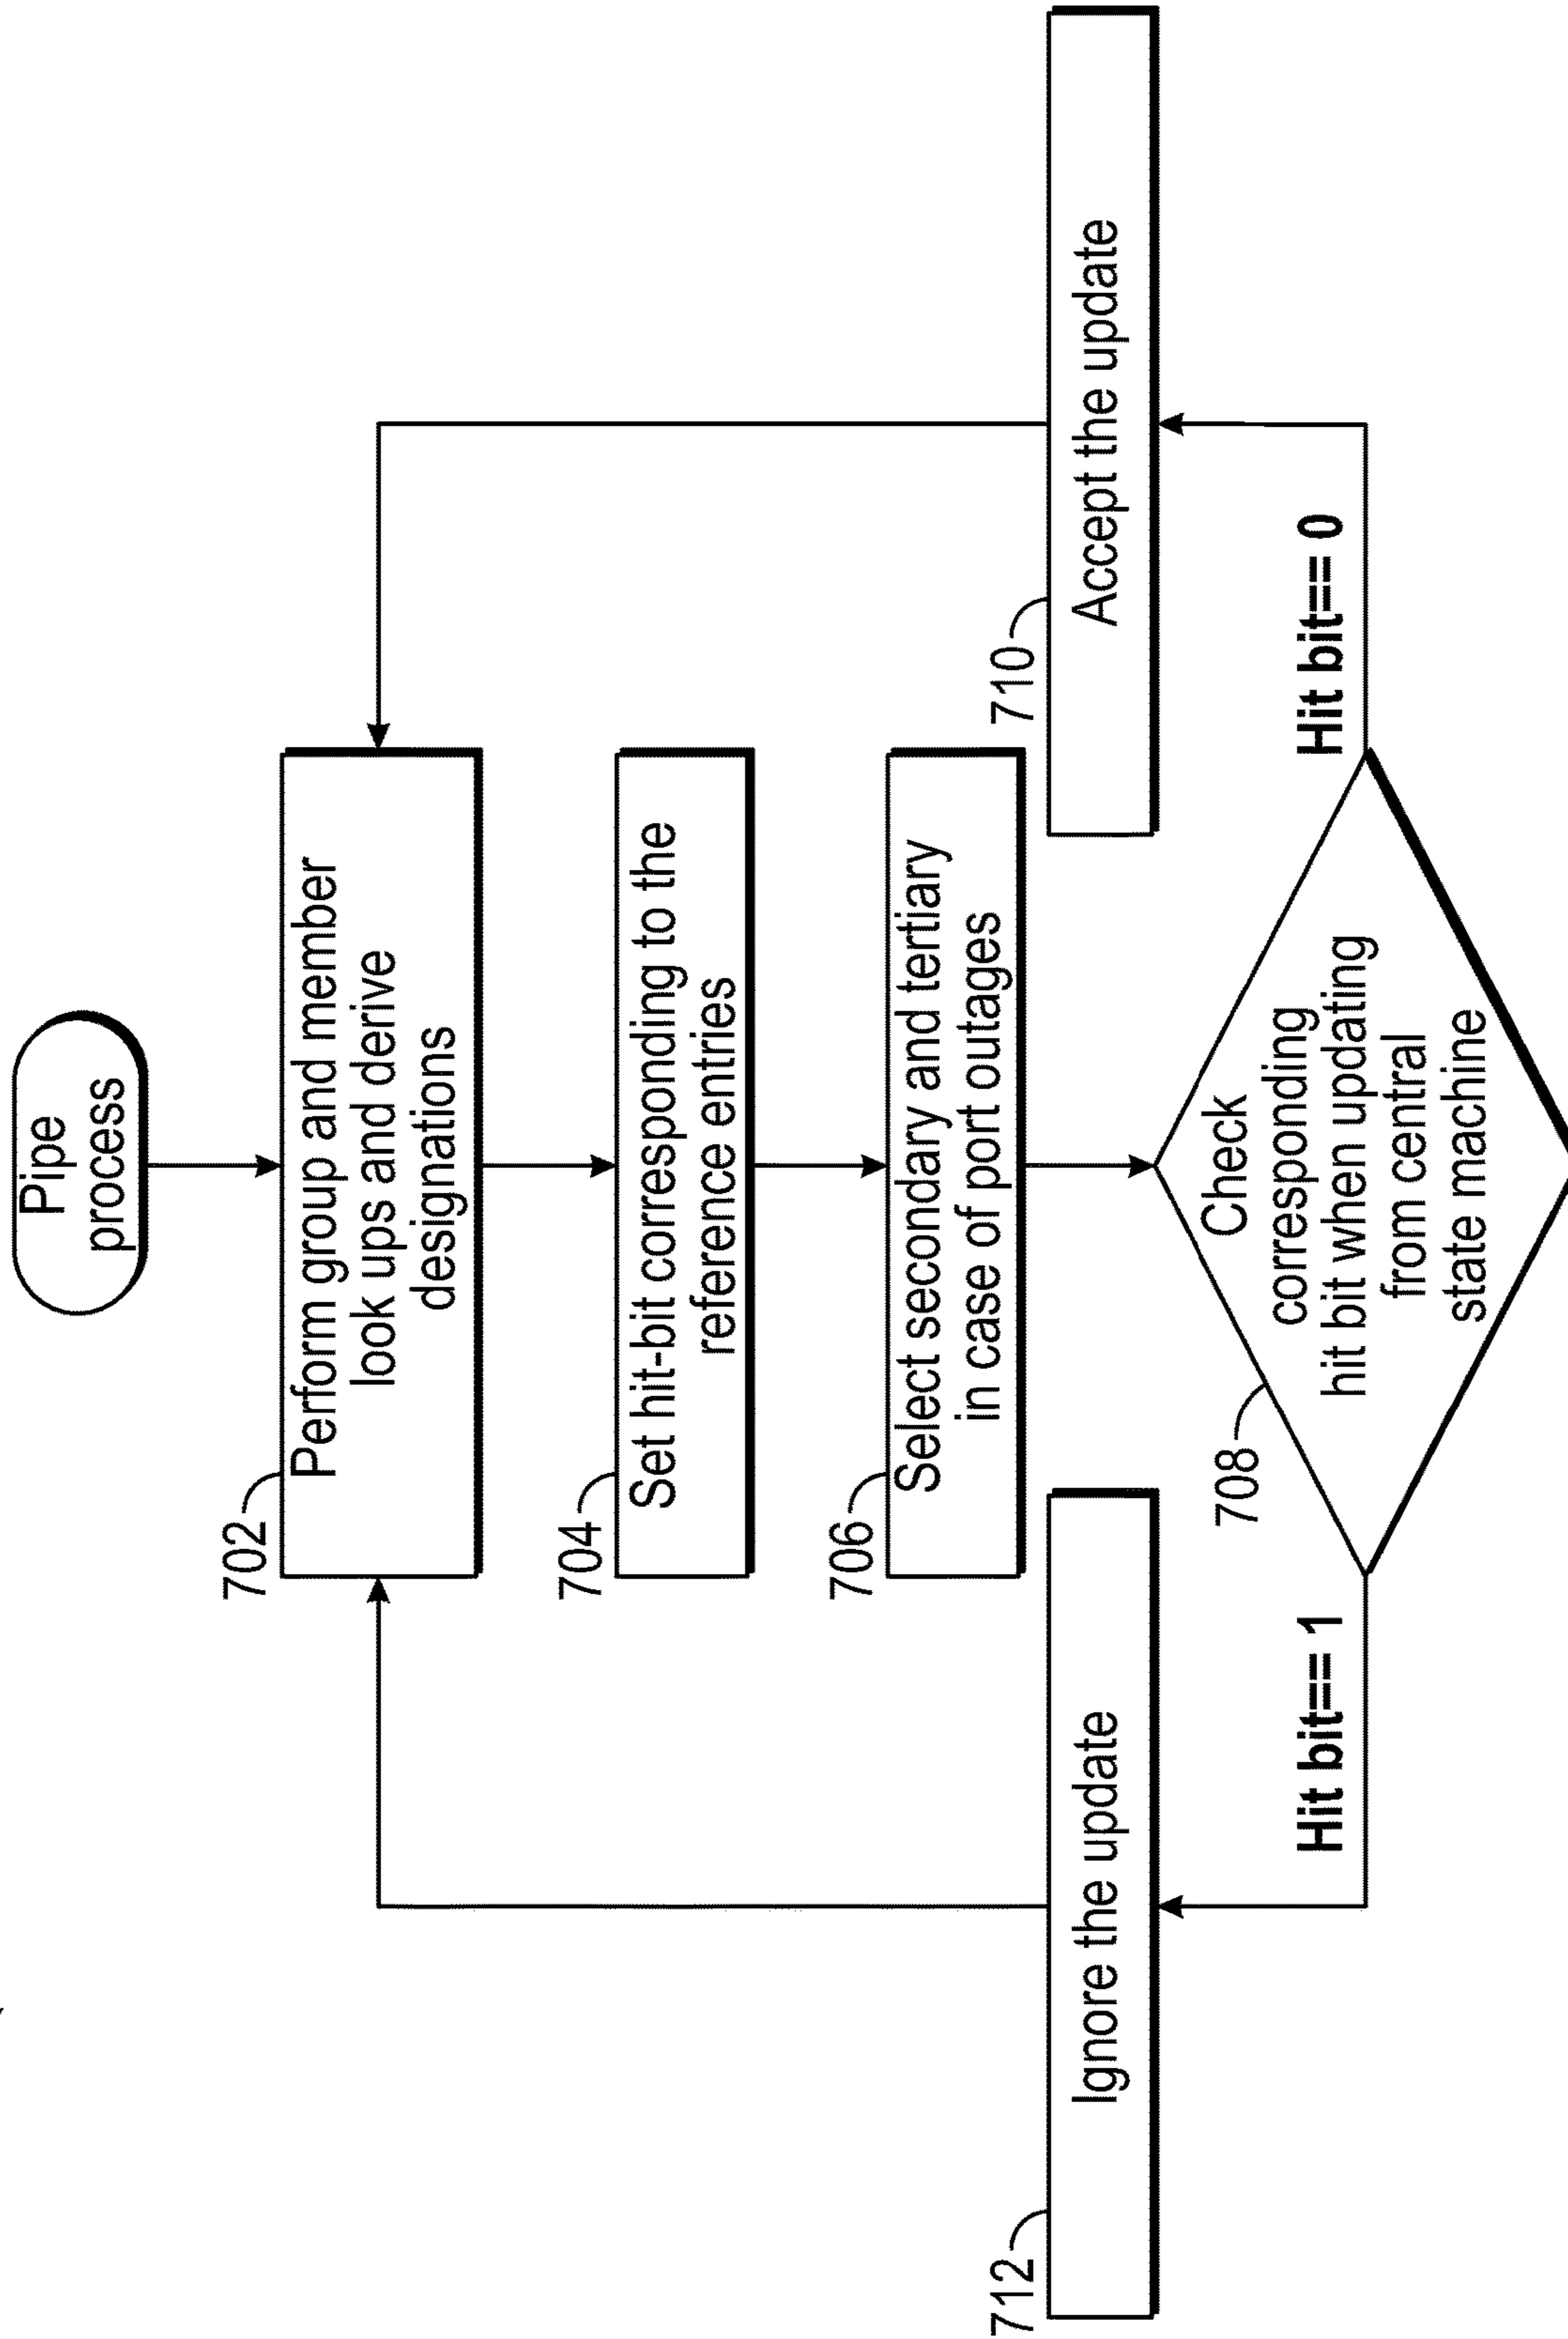 Pipe
process
702
Perform group and member
look ups and derive
designations
704
Set hit-bit corresponding to the
reference entries
706
Select secondary and tertiary
in case of port outages
708
Check
corresponding
hit bit when updating
from central
state machine
Hit bit== 1
Hit bit== 0
712
Ignore the update
710
Accept the update